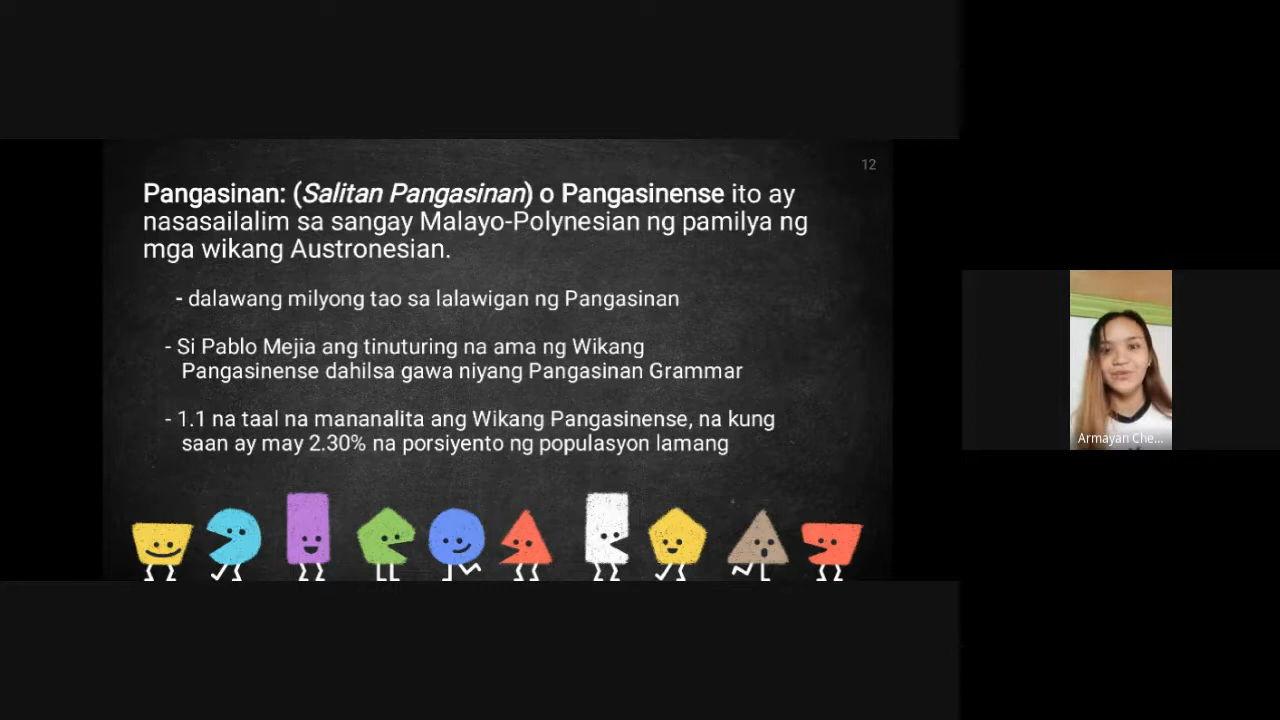 12
Pangasinan: (Salitan Pangasinan) o Pangasinense ito ay
nasasailalim sa sangay Malayo-Polynesian ng pamilya ng
mga wikang Austronesian.
- dalawang milyong tao sa lalawigan ng Pangasinan
- Si Pablo Mejia ang tinuturing na ama ng Wikang
Pangasinense dahilsa gawa niyang Pangasinan Grammar
- 1.1 na taal na mananalita ang Wikang Pangasinense, na kung
saan ay may 2.30% na porsiyento ng populasyon lamang
Armayan Che...